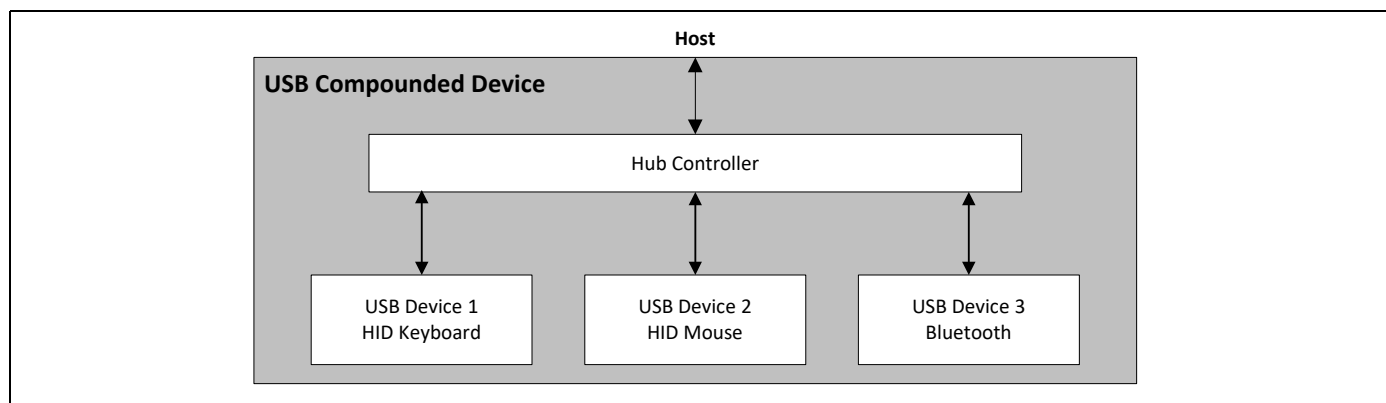 Host
USB Compounded Device
Hub Controller
USB Device 1
HID Keyboard
USB Device 2
HID Mouse
USB Device 3
Bluetooth